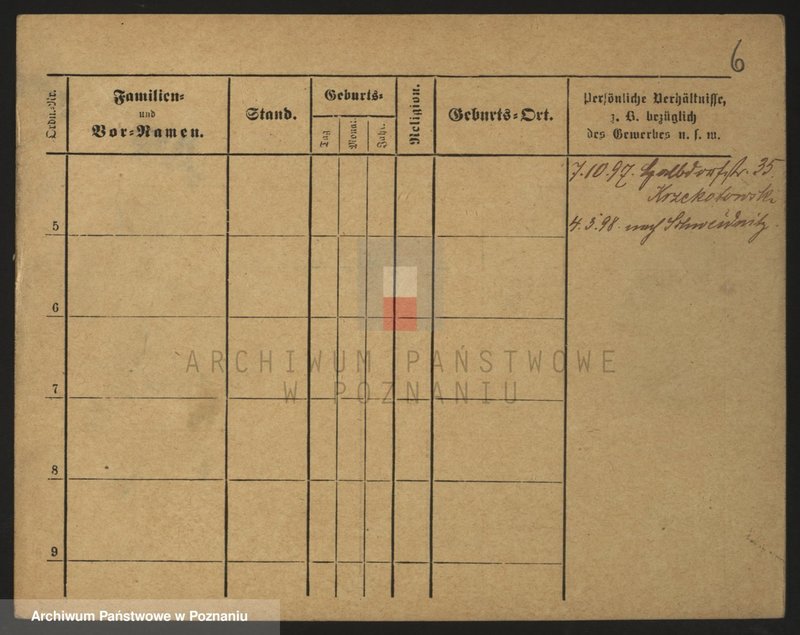 6
Ordn.-Nr.
Familien-
und
Vor-Namen.
Stand.
Geburts-
Tag
Monat
Jahr.
Religion.
Geburts-Ort.
Persönliche Verhältnisse,
z. B. bezüglich
des Gewerbes u. s. w.
7.10.97. Halbdorfstr. 35
Krzekotowski
4.5.98. nach Schweidnitz
5
6
7
8
9
ARCHIWUM PAŃSTWOWE
W POZNANIU
Archiwum Państwowe w Poznaniu